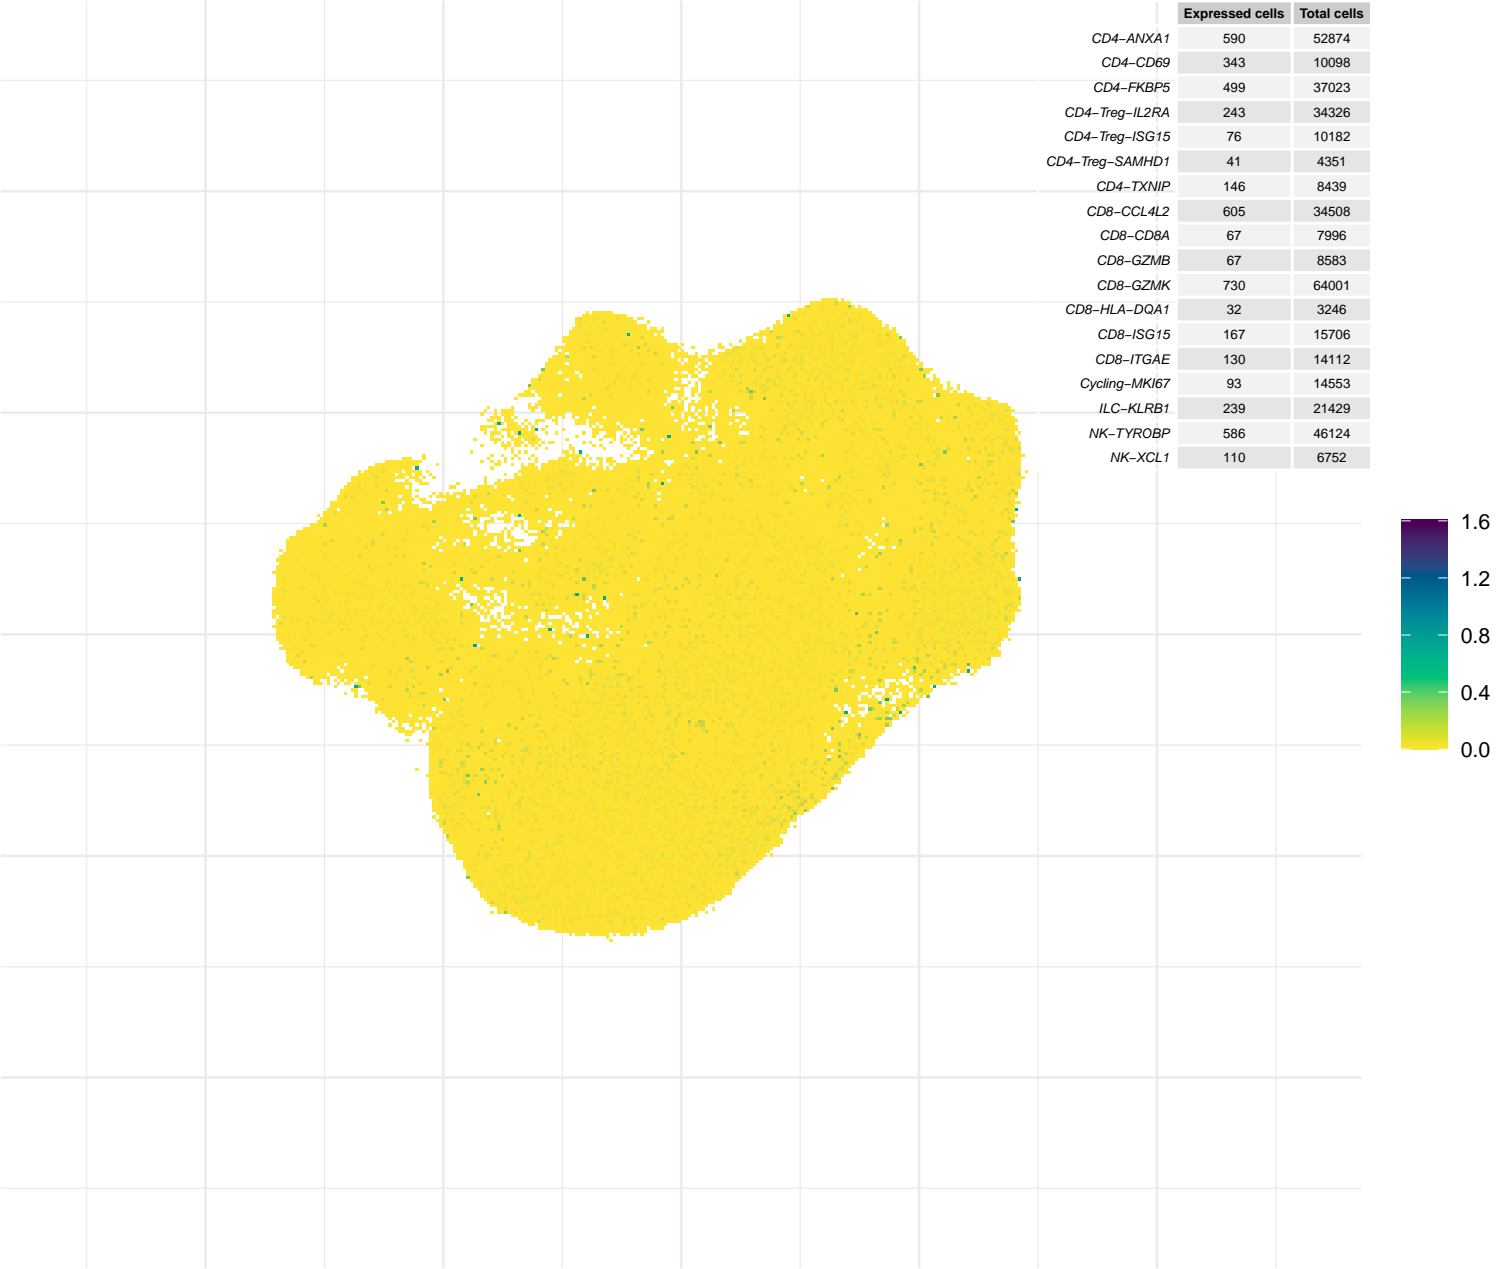 Expressed cells Total cells
CD4−ANXA1 590 52874
CD4−CD69 343 10098
CD4−FKBP5 499 37023
CD4−Treg−IL2RA 243 34326
CD4−Treg−ISG15 76 10182
CD4−Treg−SAMHD1 41 4351
CD4−TXNIP 146 8439
CD8−CCL4L2 605 34508
CD8−CD8A 67 7996
CD8−GZMB 67 8583
CD8−GZMK 730 64001
CD8−HLA−DQA1 32 3246
CD8−ISG15 167 15706
CD8−ITGAE 130 14112
Cycling−MKI67 93 14553
ILC−KLRB1 239 21429
NK−TYROBP 586 46124
NK−XCL1 110 6752
1.6
1.2
0.8
0.4
0.0